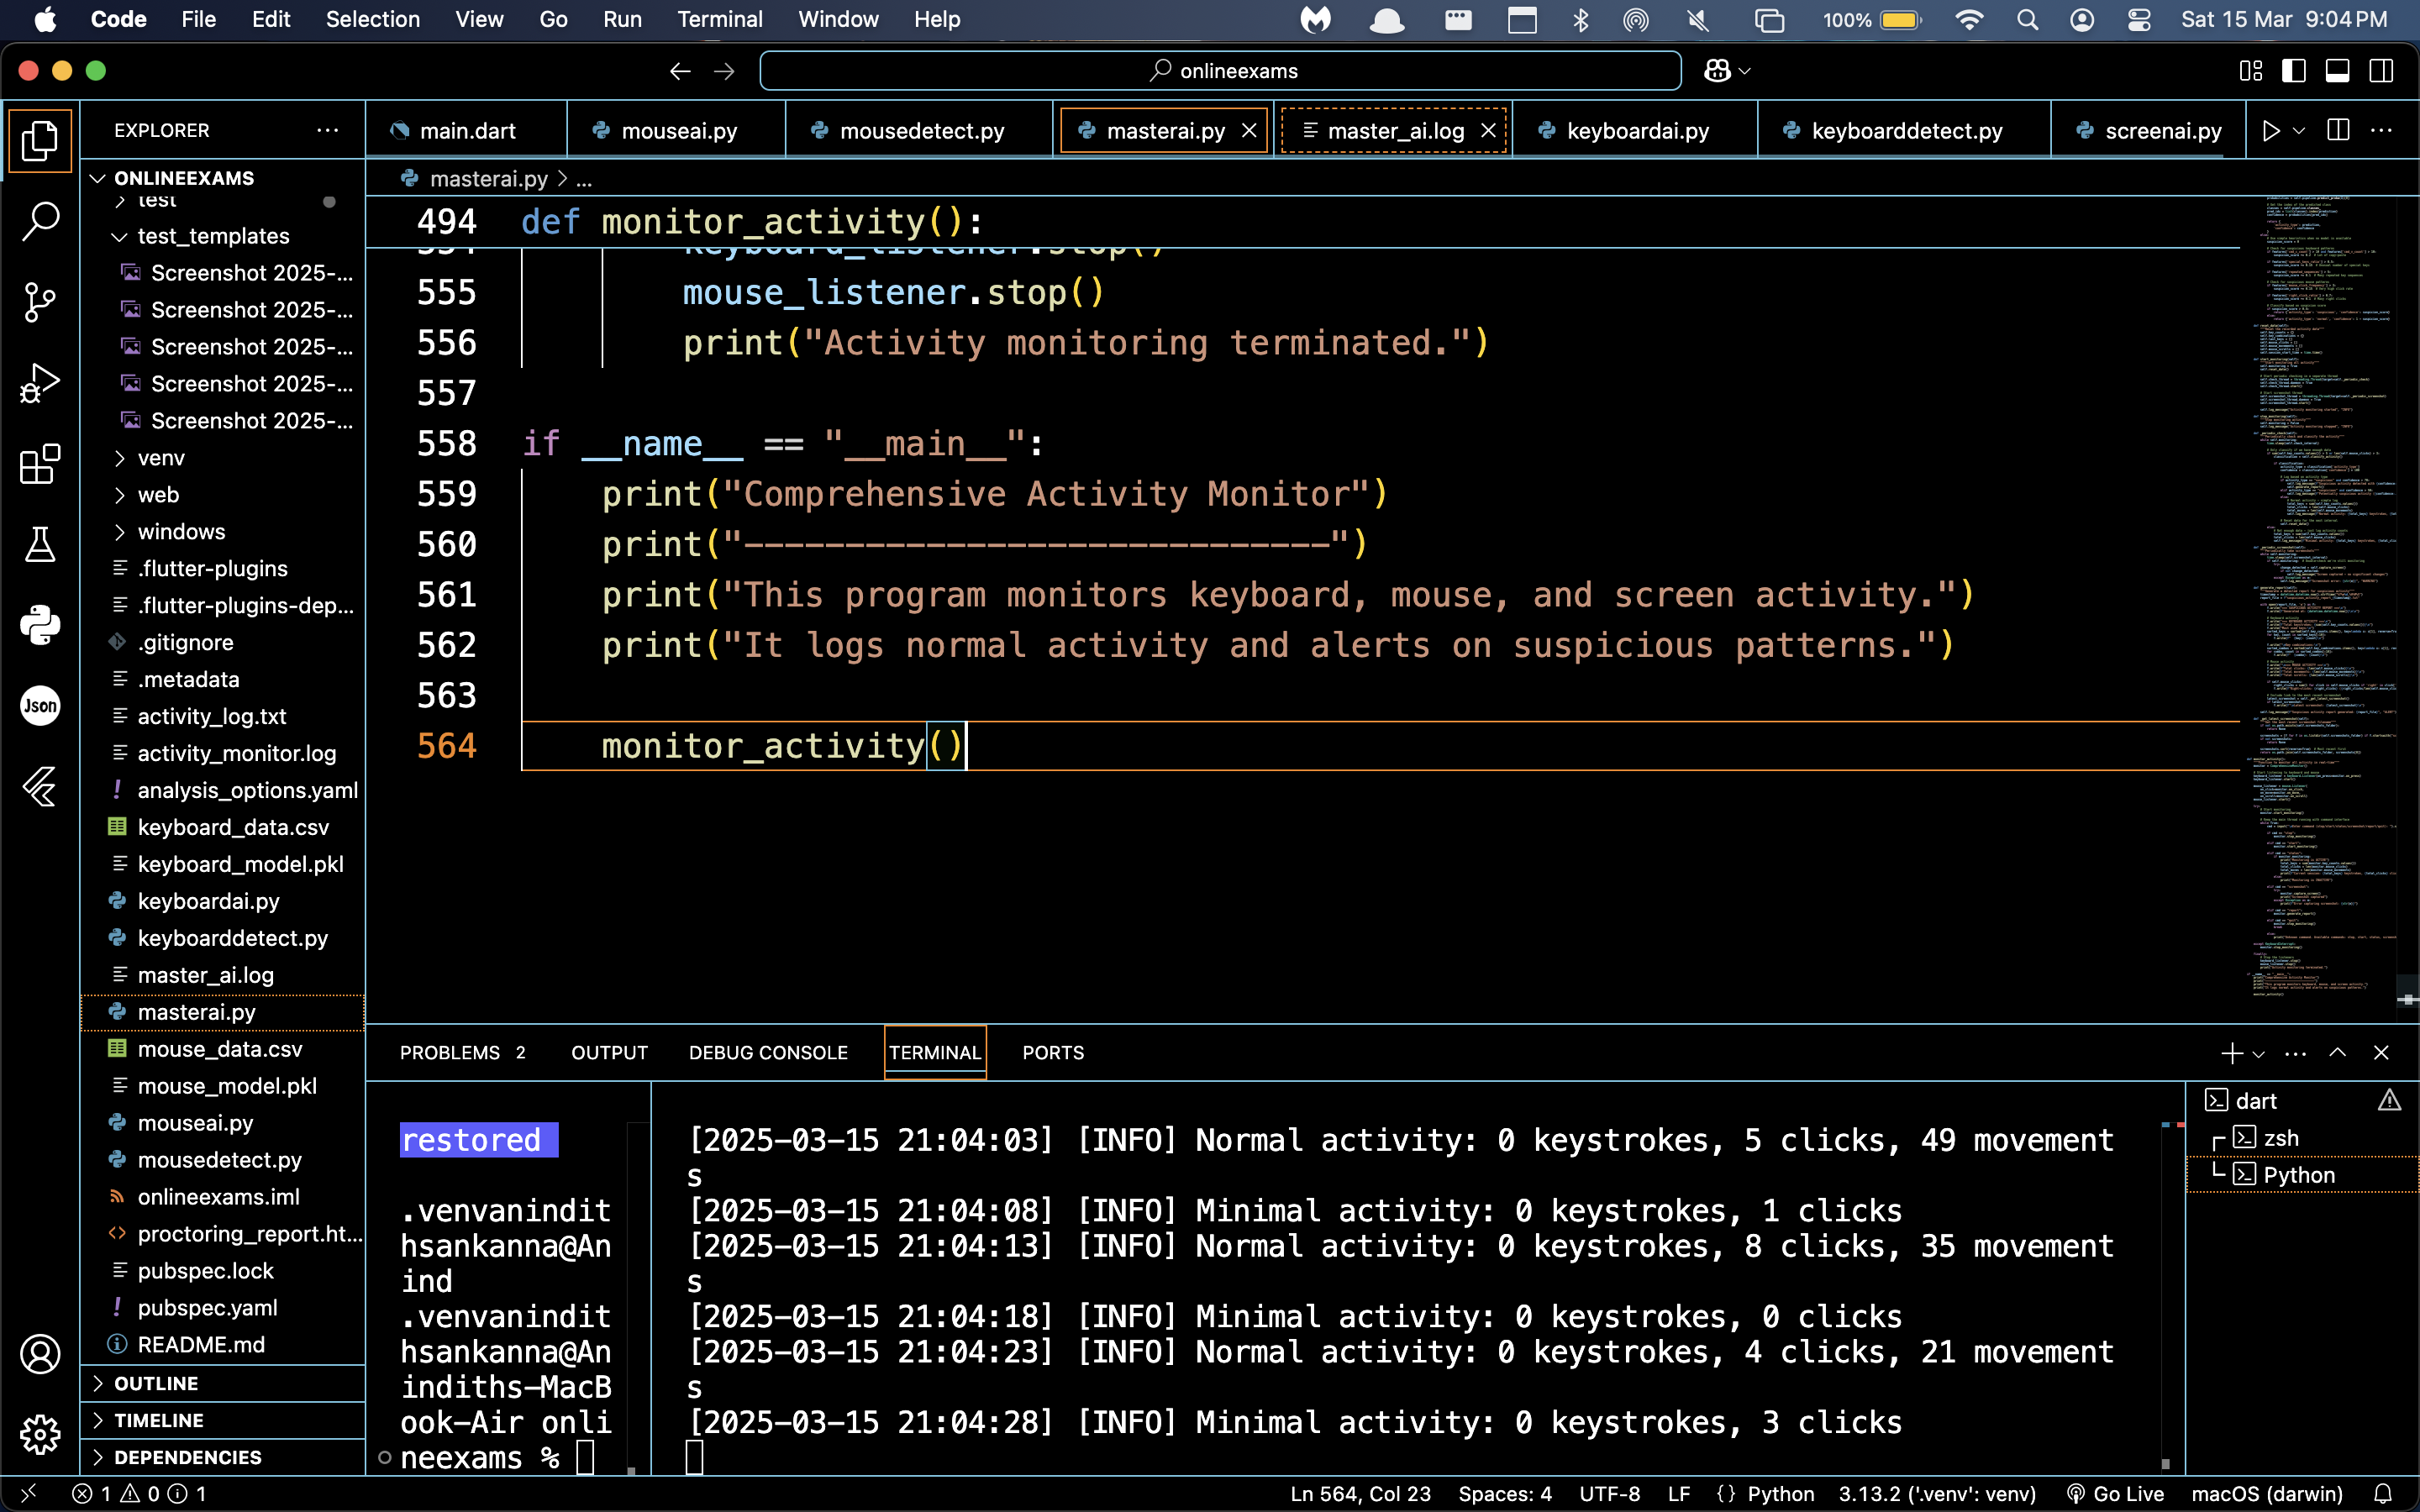 Code File Edit Selection View Go Run Terminal Window Help 100% Sat 15 Mar 9:04 PM
onlineexams
EXPLORER
main.dart mouseai.py mousedetect.py masterai.py master_ai.log keyboardai.py keyboarddetect.py screenai.py
ONLINEEXAMS
test
test_templates
Screenshot 2025-...
Screenshot 2025-...
Screenshot 2025-...
Screenshot 2025-...
Screenshot 2025-...
venv
web
windows
.flutter-plugins
.flutter-plugins-dep...
.gitignore
.metadata
activity_log.txt
activity_monitor.log
! analysis_options.yaml
keyboard_data.csv
keyboard_model.pkl
keyboardai.py
keyboarddetect.py
master_ai.log
masterai.py
mouse_data.csv
mouse_model.pkl
mouseai.py
mousedetect.py
onlineexams.iml
proctoring_report.ht...
pubspec.lock
! pubspec.yaml
README.md
OUTLINE
TIMELINE
DEPENDENCIES
Json
masterai.py > ...
494 def monitor_activity():
554 keyboard_listener.stop()
555 mouse_listener.stop()
556 print("Activity monitoring terminated.")
557
558 if __name__ == "__main__":
559 print("Comprehensive Activity Monitor")
560 print("-----------------------------")
561 print("This program monitors keyboard, mouse, and screen activity.")
562 print("It logs normal activity and alerts on suspicious patterns.")
563
564 monitor_activity()
PROBLEMS 2 OUTPUT DEBUG CONSOLE TERMINAL PORTS
restored
.venvanindit
hsankanna@An
ind
.venvanindit
hsankanna@An
indiths-MacB
ook-Air onli
neexams %
[2025-03-15 21:04:03] [INFO] Normal activity: 0 keystrokes, 5 clicks, 49 movement
s
[2025-03-15 21:04:08] [INFO] Minimal activity: 0 keystrokes, 1 clicks
[2025-03-15 21:04:13] [INFO] Normal activity: 0 keystrokes, 8 clicks, 35 movement
s
[2025-03-15 21:04:18] [INFO] Minimal activity: 0 keystrokes, 0 clicks
[2025-03-15 21:04:23] [INFO] Normal activity: 0 keystrokes, 4 clicks, 21 movement
s
[2025-03-15 21:04:28] [INFO] Minimal activity: 0 keystrokes, 3 clicks
dart
zsh
Python
1 0 1 Ln 564, Col 23 Spaces: 4 UTF-8 LF {} Python 3.13.2 ('.venv': venv) Go Live macOS (darwin)